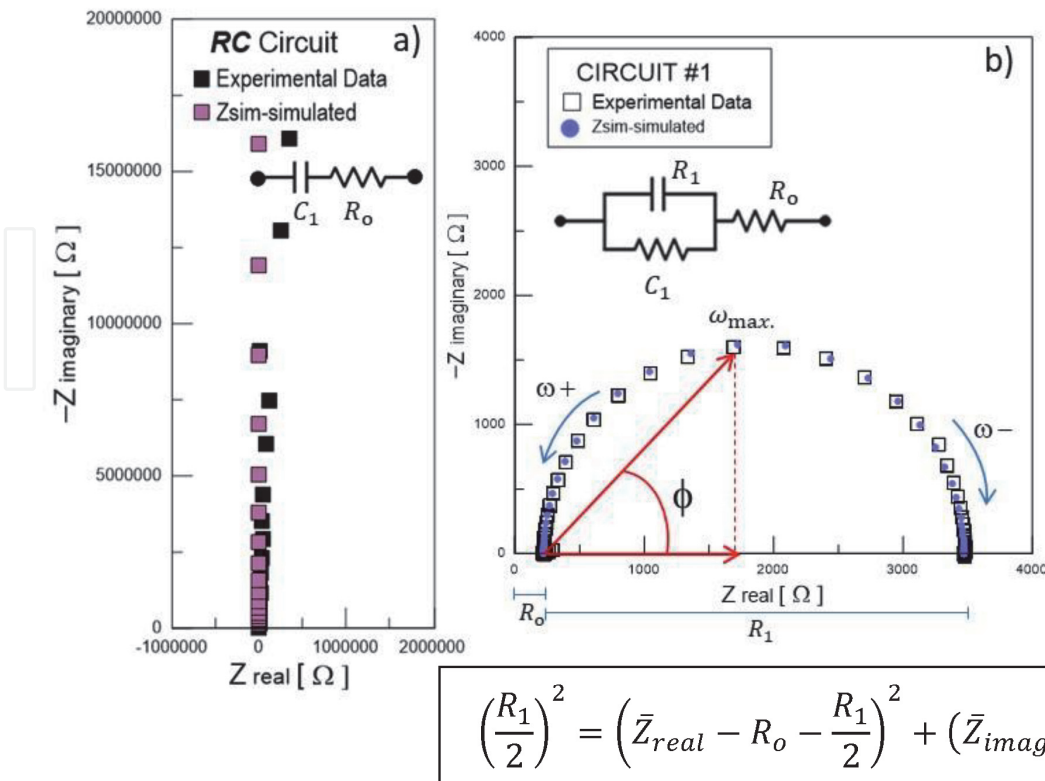 20000000
RC Circuit
a)
Experimental Data
Zsim-simulated
15000000
C₁ Rₒ
−Z imaginary [ Ω ]
10000000
5000000
0
-1000000 0 1000000 2000000
Z real [ Ω ]
4000
b)
CIRCUIT #1
Experimental Data
Zsim-simulated
3000
R₁
Rₒ
C₁
−Z imaginary [ Ω ]
2000
ω max.
ω+
1000
ω−
ϕ
0
0 1000 2000 3000 4000
Z real [ Ω ]
Rₒ
R₁
(R₁/2)² = (Z̄real − Rₒ − R₁/2)² + (Z̄imag